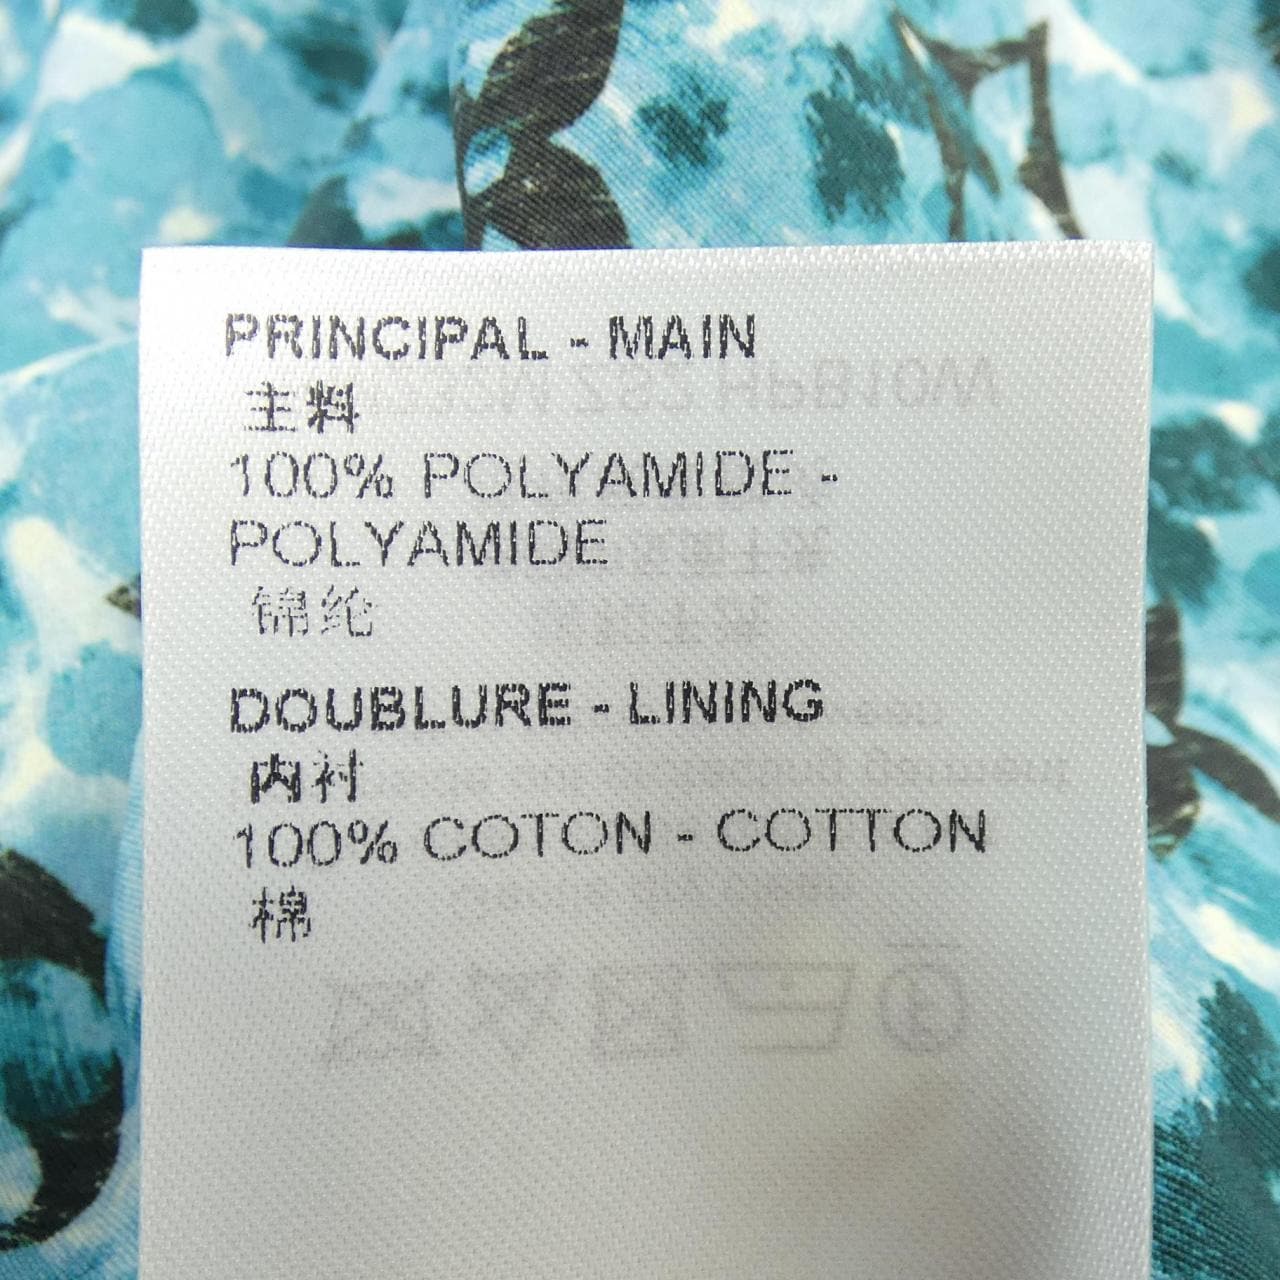 PRINCIPAL - MAIN
主料
100% POLYAMIDE -
POLYAMIDE
锦纶
DOUBLURE - LINING
内衬
100% COTON - COTTON
棉